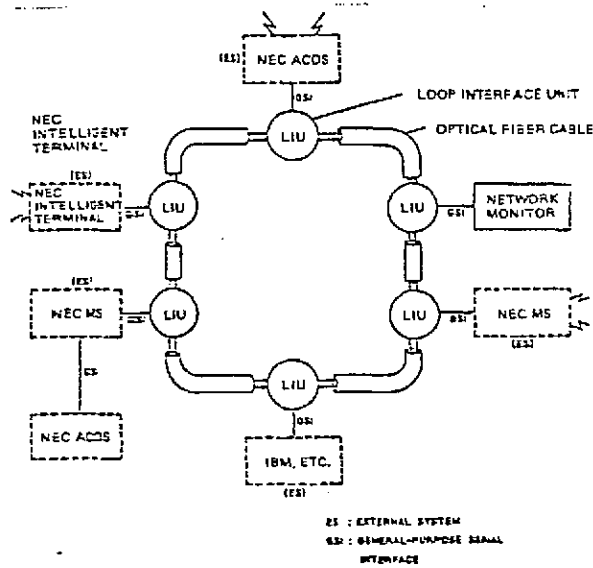 (ES)
NEC ACOS
GSI
LOOP INTERFACE UNIT
LIU
OPTICAL FIBER CABLE
NEC
INTELLIGENT
TERMINAL
(ES)
NEC
INTELLIGENT
TERMINAL
GSI
LIU
LIU
GSI
NETWORK
MONITOR
(ES)
NEC MS
GSI
LIU
LIU
GSI
NEC MS
(ES)
ES
LIU
NEC ACOS
GSI
IBM, ETC.
(ES)
ES : EXTERNAL SYSTEM
GSI : GENERAL-PURPOSE SERIAL
INTERFACE